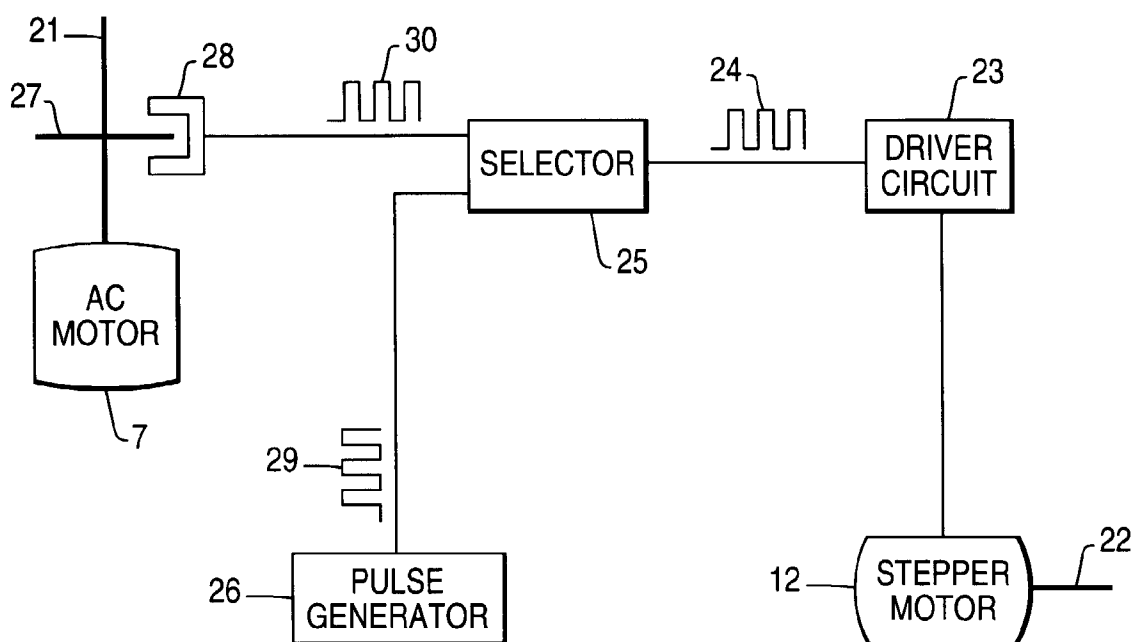 21
30
28
24
23
27
SELECTOR
DRIVER
CIRCUIT
25
AC
MOTOR
7
29
26
PULSE
GENERATOR
12
STEPPER
MOTOR
22